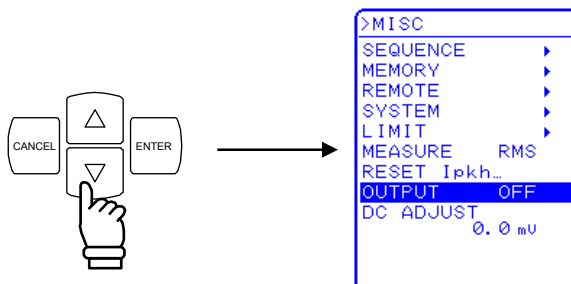 CANCEL
ENTER
>MISC
SEQUENCE
MEMORY
REMOTE
SYSTEM
LIMIT
MEASURE RMS
RESET Ipkh…
OUTPUT OFF
DC ADJUST
0.0 mV